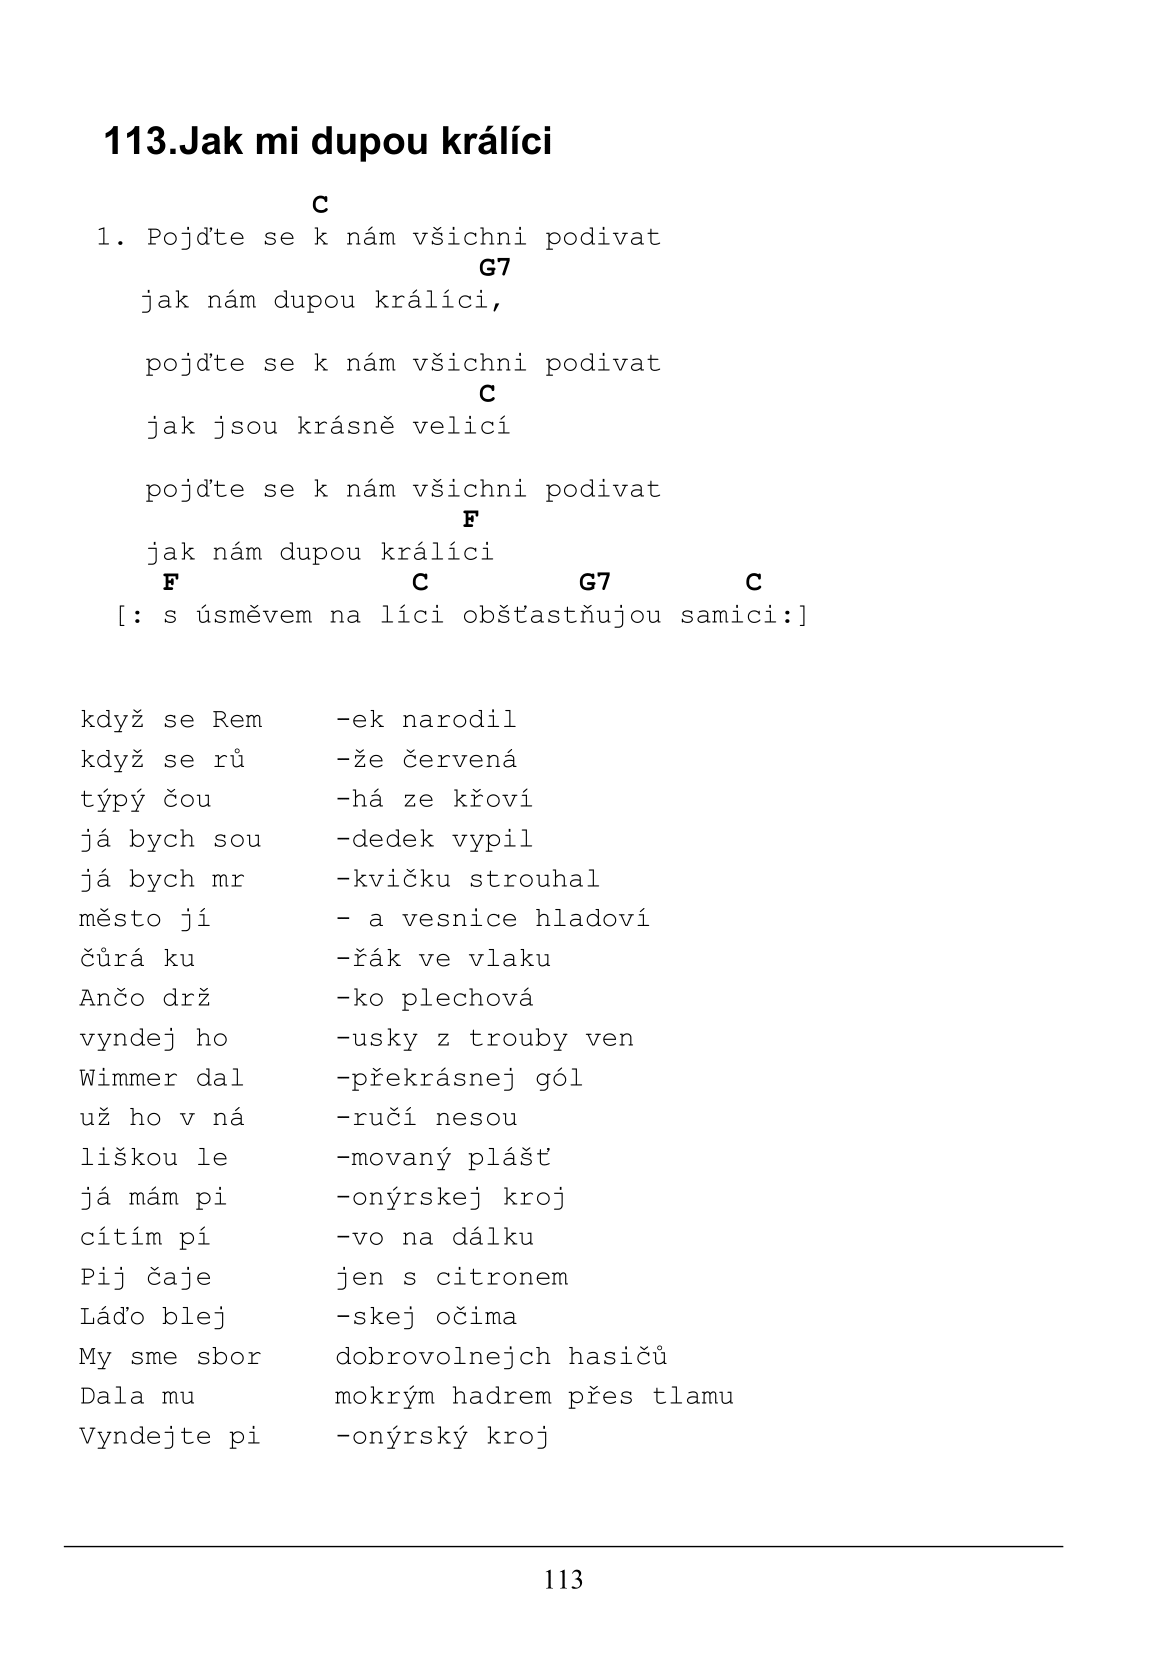 113.Jak mi dupou králíci
C
1. Pojďte se k nám všichni podivat
G7
jak nám dupou králíci,
pojďte se k nám všichni podivat
C
jak jsou krásně velicí
pojďte se k nám všichni podivat
F
jak nám dupou králíci
F C G7 C
[: s úsměvem na líci obšťastňujou samici:]
když se Rem -ek narodil
když se rů -že červená
týpý čou -há ze křoví
já bych sou -dedek vypil
já bych mr -kvičku strouhal
město jí - a vesnice hladoví
čůrá ku -řák ve vlaku
Ančo drž -ko plechová
vyndej ho -usky z trouby ven
Wimmer dal -překrásnej gól
už ho v ná -ručí nesou
liškou le -movaný plášť
já mám pi -onýrskej kroj
cítím pí -vo na dálku
Pij čaje jen s citronem
Láďo blej -skej očima
My sme sbor dobrovolnejch hasičů
Dala mu mokrým hadrem přes tlamu
Vyndejte pi -onýrský kroj
113